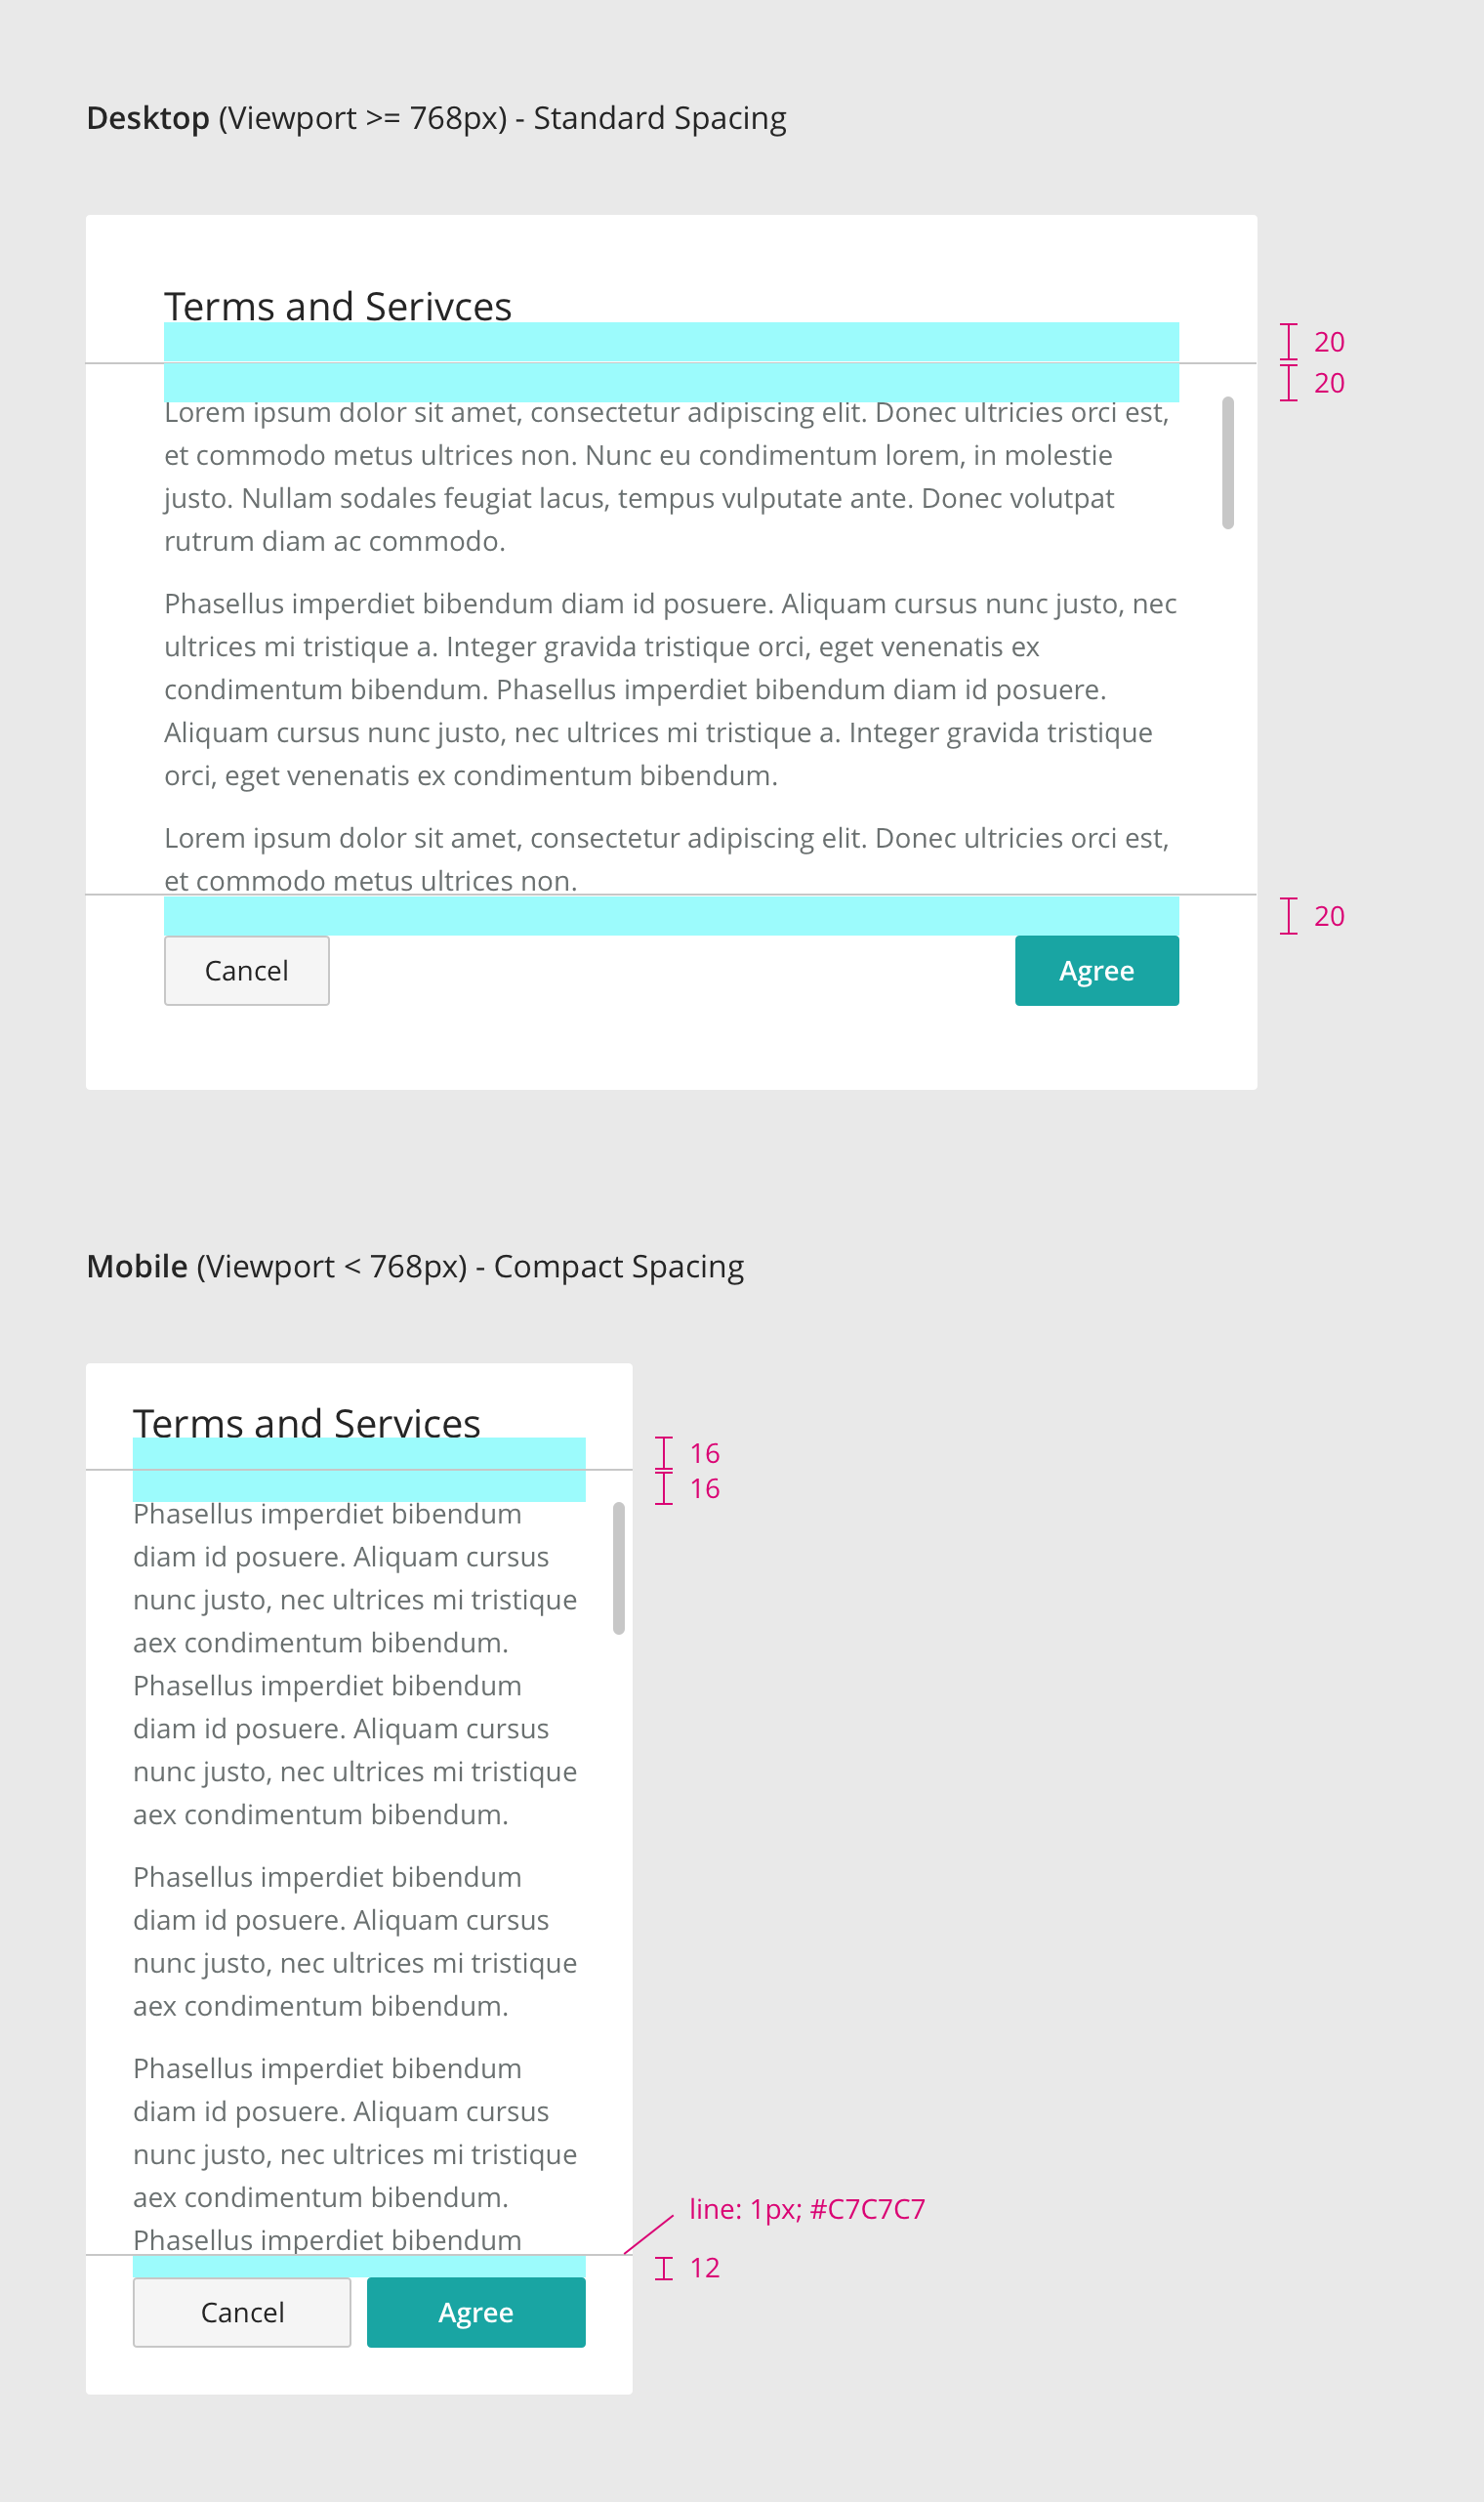 Desktop (Viewport >= 768px) - Standard Spacing
Terms and Serivces
20
20
Lorem ipsum dolor sit amet, consectetur adipiscing elit. Donec ultricies orci est,
et commodo metus ultrices non. Nunc eu condimentum lorem, in molestie
justo. Nullam sodales feugiat lacus, tempus vulputate ante. Donec volutpat
rutrum diam ac commodo.
Phasellus imperdiet bibendum diam id posuere. Aliquam cursus nunc justo, nec
ultrices mi tristique a. Integer gravida tristique orci, eget venenatis ex
condimentum bibendum. Phasellus imperdiet bibendum diam id posuere.
Aliquam cursus nunc justo, nec ultrices mi tristique a. Integer gravida tristique
orci, eget venenatis ex condimentum bibendum.
Lorem ipsum dolor sit amet, consectetur adipiscing elit. Donec ultricies orci est,
et commodo metus ultrices non.
20
Cancel
Agree
Mobile (Viewport < 768px) - Compact Spacing
Terms and Services
16
16
Phasellus imperdiet bibendum
diam id posuere. Aliquam cursus
nunc justo, nec ultrices mi tristique
aex condimentum bibendum.
Phasellus imperdiet bibendum
diam id posuere. Aliquam cursus
nunc justo, nec ultrices mi tristique
aex condimentum bibendum.
Phasellus imperdiet bibendum
diam id posuere. Aliquam cursus
nunc justo, nec ultrices mi tristique
aex condimentum bibendum.
Phasellus imperdiet bibendum
diam id posuere. Aliquam cursus
nunc justo, nec ultrices mi tristique
aex condimentum bibendum.
Phasellus imperdiet bibendum
line: 1px; #C7C7C7
12
Cancel
Agree